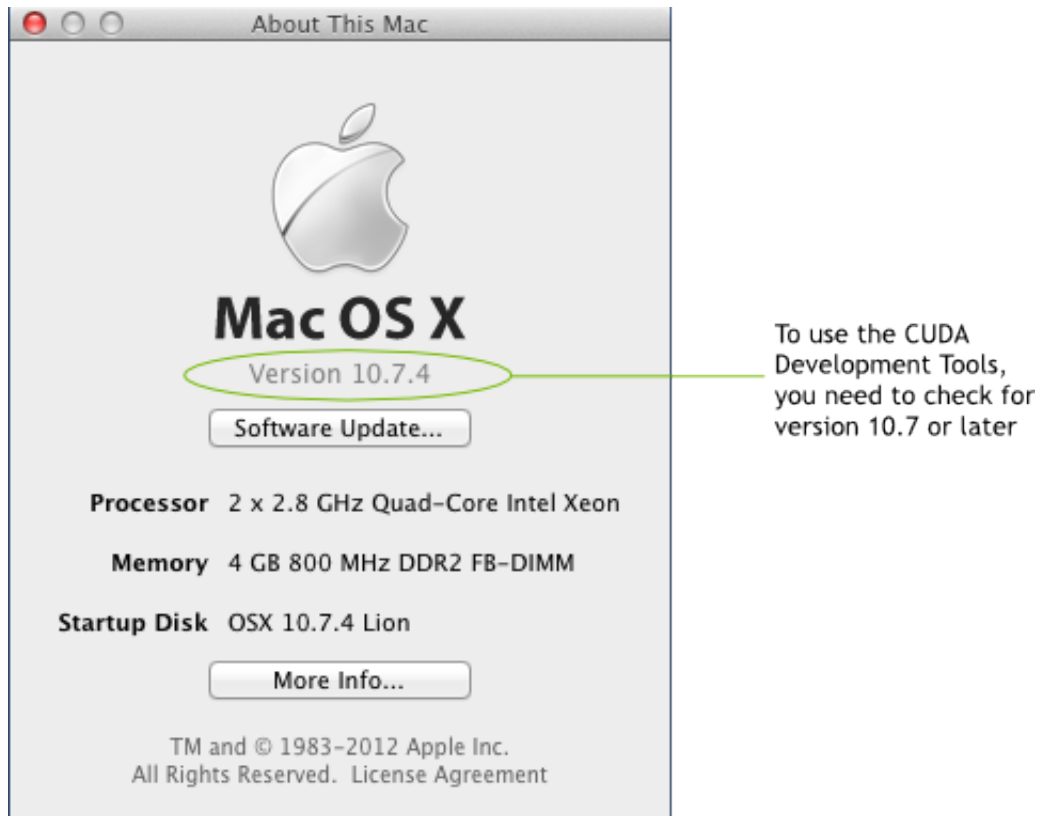 About This Mac
Mac OS X
Version 10.7.4
To use the CUDA
Development Tools,
you need to check for
version 10.7 or later
Software Update...
Processor 2 x 2.8 GHz Quad-Core Intel Xeon
Memory 4 GB 800 MHz DDR2 FB-DIMM
Startup Disk OSX 10.7.4 Lion
More Info...
TM and © 1983-2012 Apple Inc.
All Rights Reserved. License Agreement